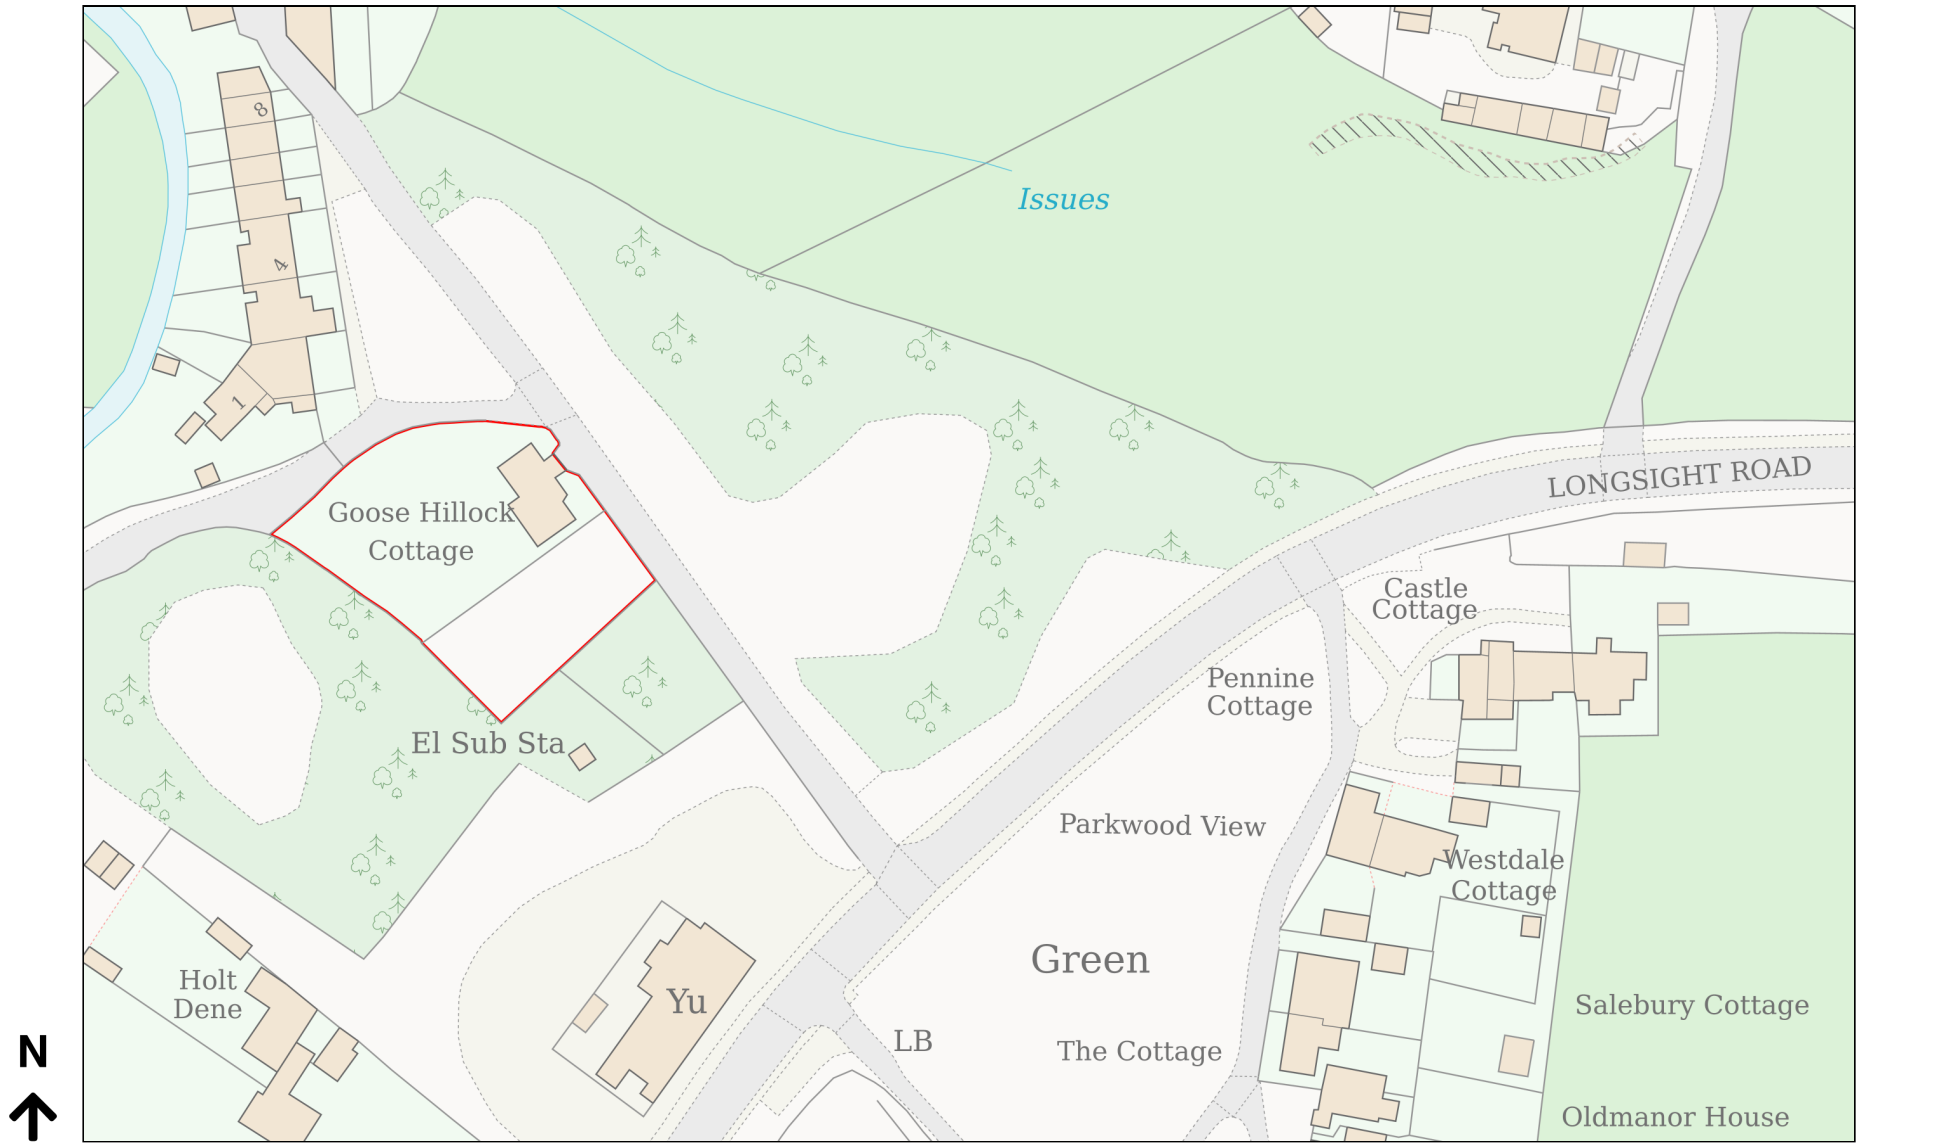 8
Issues
4
1
LONGSIGHT ROAD
Goose Hillock
Cottage
Castle
Cottage
Pennine
Cottage
El Sub Sta
Parkwood View
Westdale
Cottage
Green
Holt
Dene
Yu
Salebury Cottage
LB
The Cottage
N
Oldmanor House